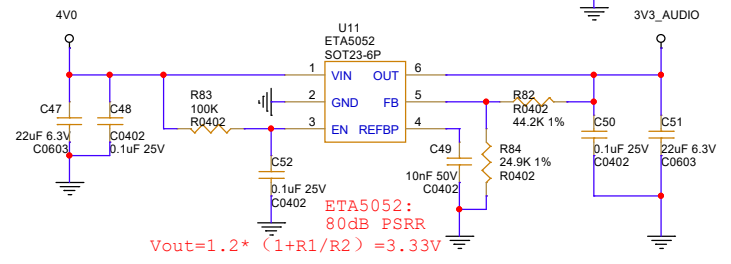 4V0
3V3_AUDIO
U11
ETA5052
SOT23-6P
1 VIN OUT 6
2 GND FB 5
3 EN REFBP 4
R83
100K
R0402
R82
R0402
44.2K 1%
C47
22uF 6.3V
C0603
C48
C0402
0.1uF 25V
C52
0.1uF 25V
C0402
C49
10nF 50V
C0402
R84
24.9K 1%
R0402
C50
0.1uF 25V
C0402
C51
22uF 6.3V
C0603
ETA5052:
80dB PSRR
Vout=1.2*（1+R1/R2）=3.33V